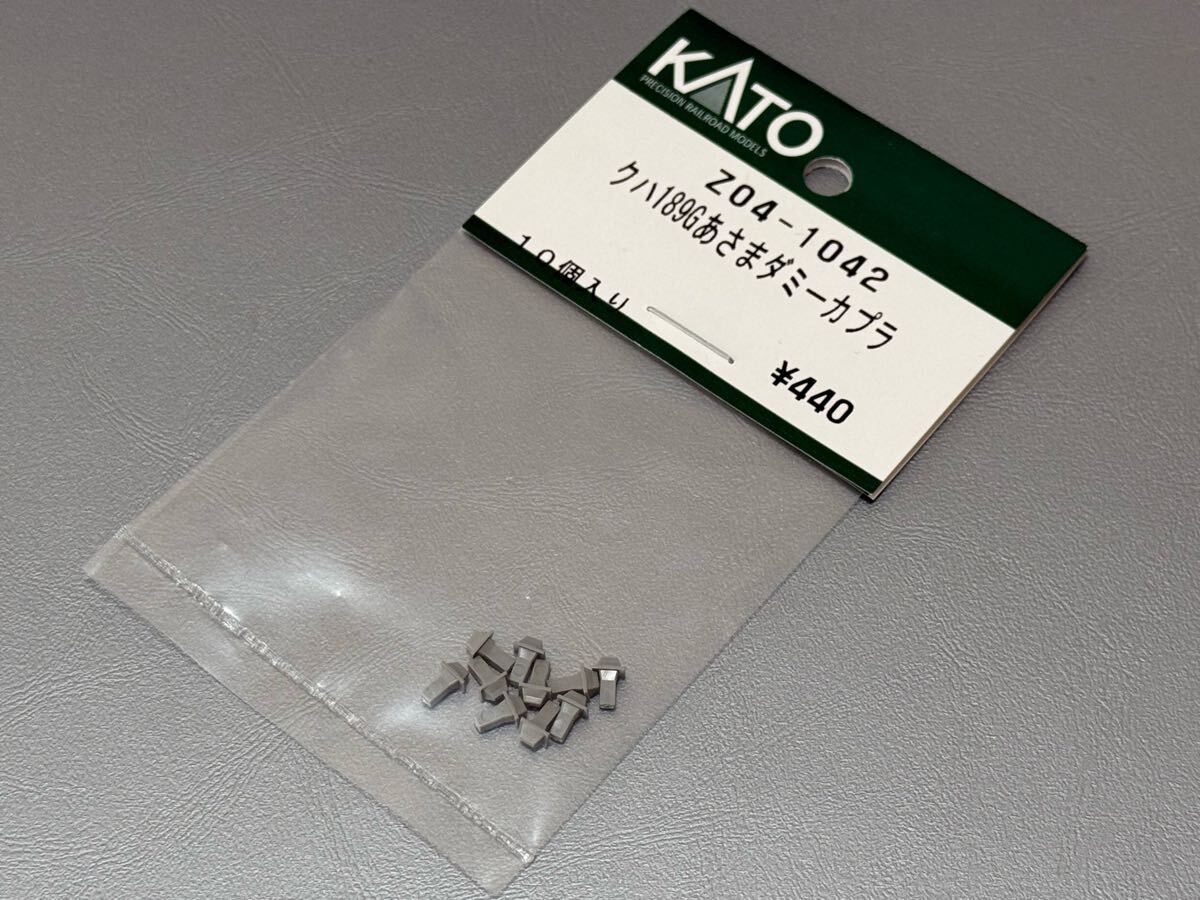 KATO
PRECISION RAILROAD MODELS
Z04-1042
クハ189Gあさまダミーカプラ
10個入り
¥440